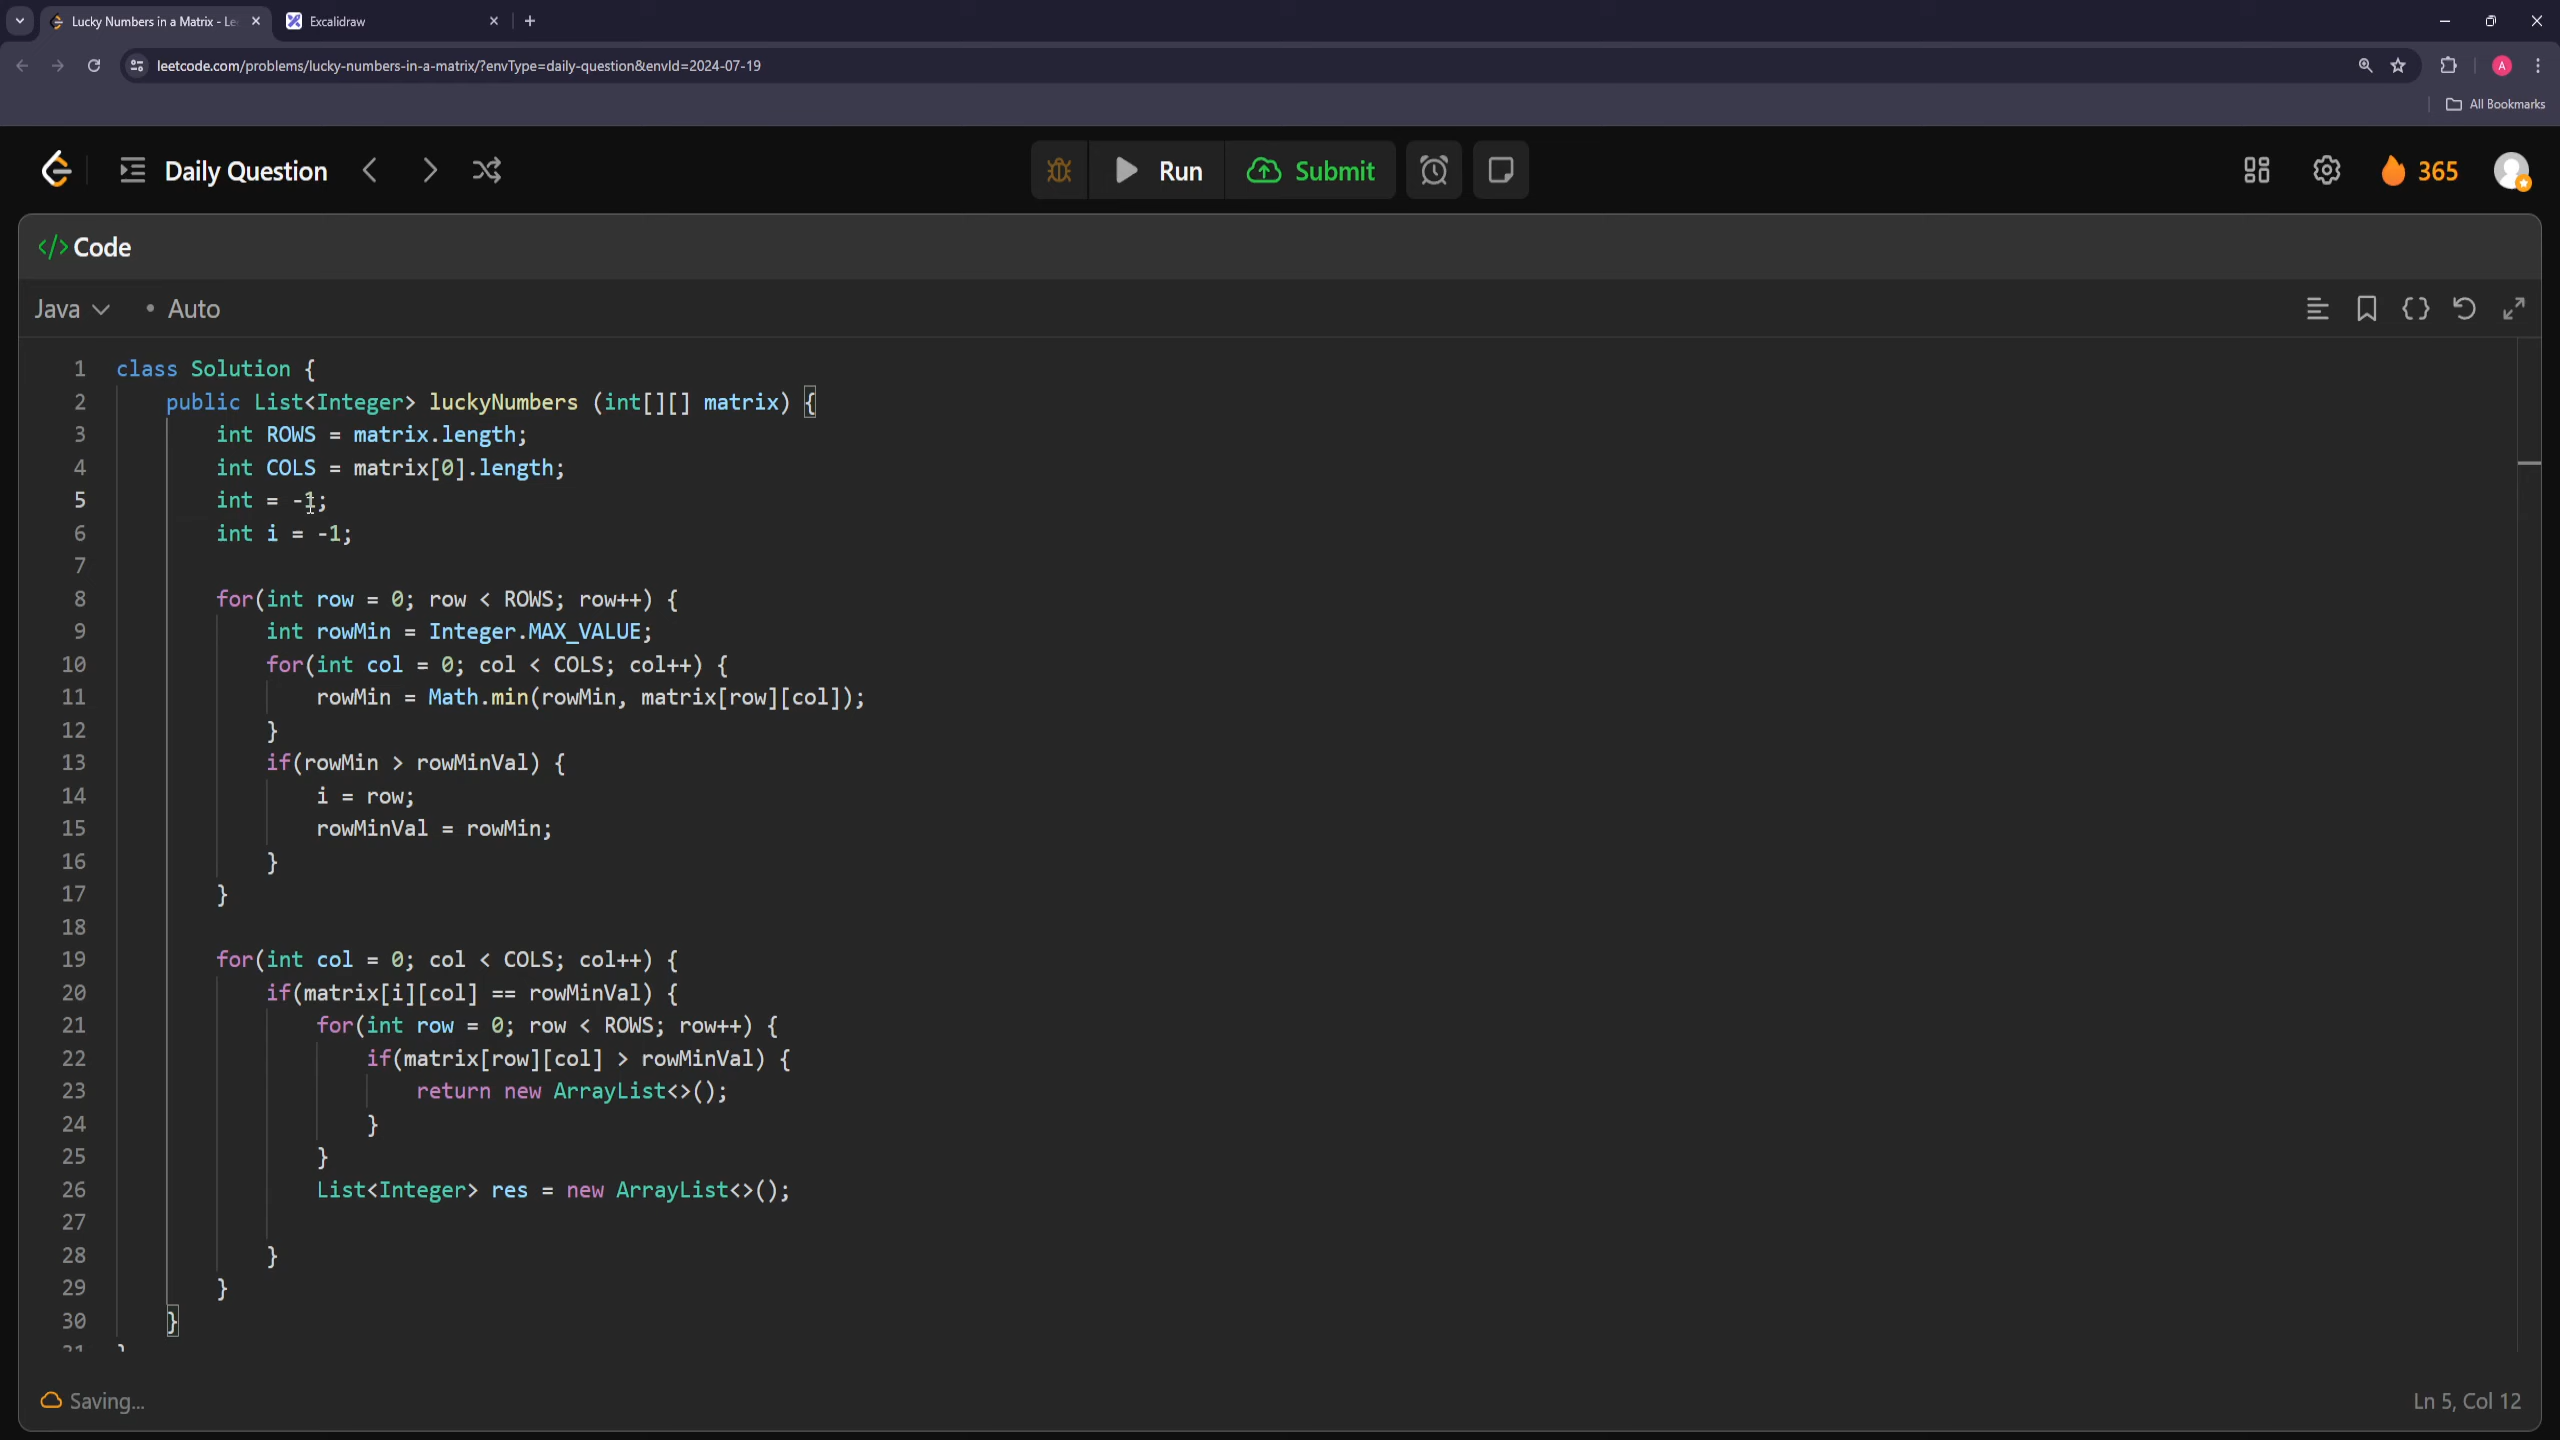 Lucky Numbers in a Matrix - Le
Excalidraw
leetcode.com/problems/lucky-numbers-in-a-matrix/?envType=daily-question&envId=2024-07-19
A
All Bookmarks
Daily Question
Run
Submit
365
</> Code
Java
• Auto
1 class Solution {
2 public List<Integer> luckyNumbers (int[][] matrix) {
3 int ROWS = matrix.length;
4 int COLS = matrix[0].length;
5 int = -1;
6 int i = -1;
7
8 for(int row = 0; row < ROWS; row++) {
9 int rowMin = Integer.MAX_VALUE;
10 for(int col = 0; col < COLS; col++) {
11 rowMin = Math.min(rowMin, matrix[row][col]);
12 }
13 if(rowMin > rowMinVal) {
14 i = row;
15 rowMinVal = rowMin;
16 }
17 }
18
19 for(int col = 0; col < COLS; col++) {
20 if(matrix[i][col] == rowMinVal) {
21 for(int row = 0; row < ROWS; row++) {
22 if(matrix[row][col] > rowMinVal) {
23 return new ArrayList<>();
24 }
25 }
26 List<Integer> res = new ArrayList<>();
27
28 }
29 }
30 }
31 }
Saving...
Ln 5, Col 12